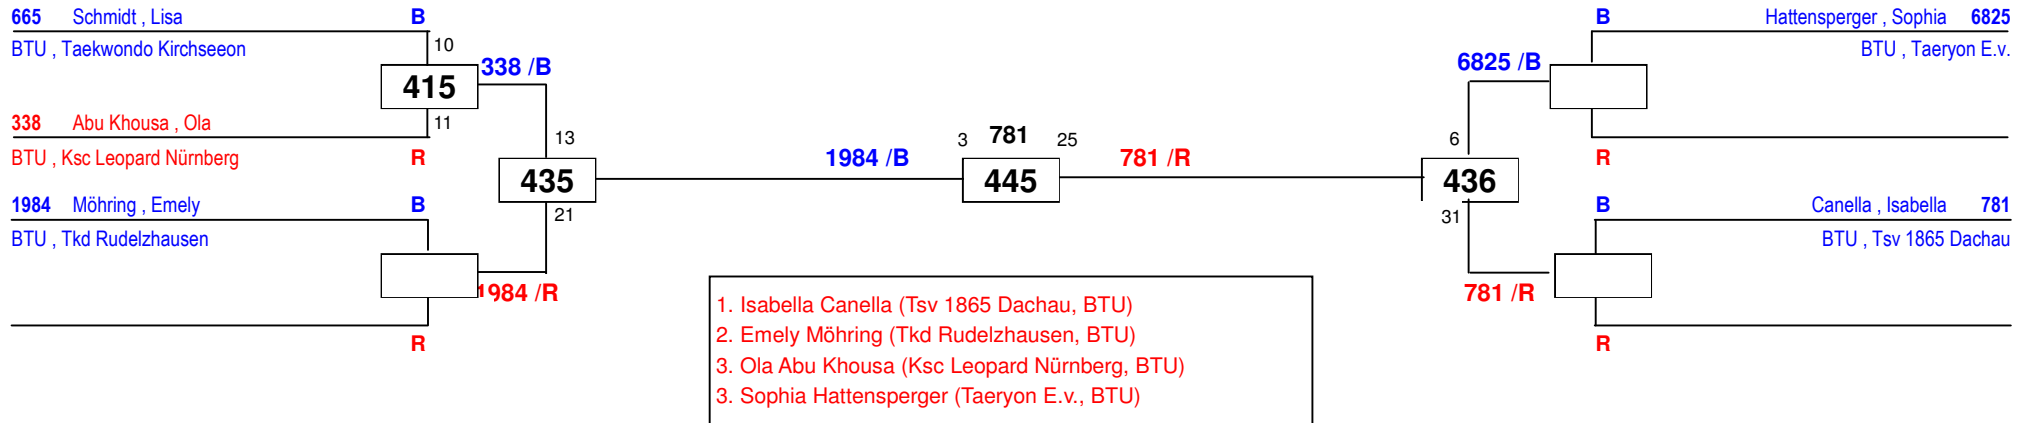 665 Schmidt , Lisa B
BTU , Taekwondo Kirchseeon
10
415
338 /B
338 Abu Khousa , Ola
11
BTU , Ksc Leopard Nürnberg R
13
435
21
1984 Möhring , Emely B
BTU , Tkd Rudelzhausen
1984 /R
R
1984 /B
3 781 25
445
781 /R
B Hattensperger , Sophia 6825
BTU , Taeryon E.v.
6825 /B
R
6
436
31
B Canella , Isabella 781
BTU , Tsv 1865 Dachau
781 /R
R
1. Isabella Canella (Tsv 1865 Dachau, BTU)
2. Emely Möhring (Tkd Rudelzhausen, BTU)
3. Ola Abu Khousa (Ksc Leopard Nürnberg, BTU)
3. Sophia Hattensperger (Taeryon E.v., BTU)